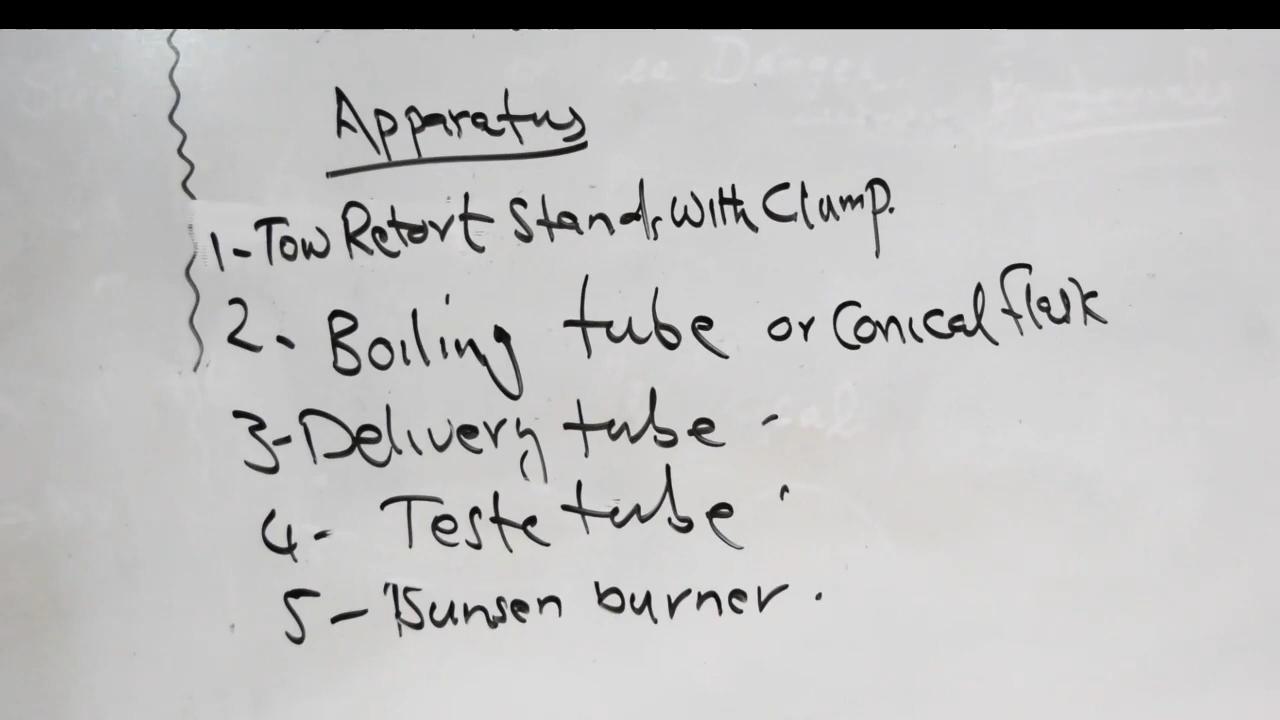 Apparatus
1-Tow Retort Stands with Clamp.
2. Boiling tube or Conical flask
3-Delivery tube -
4- Teste tube
5- Bunsen burner.